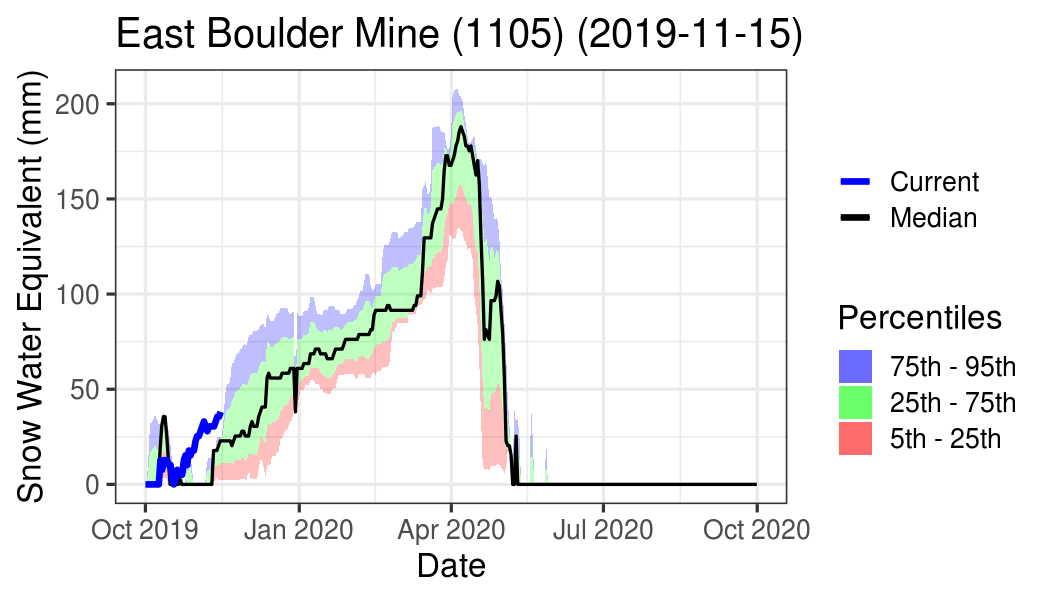 East Boulder Mine (1105) (2019-11-15)
Snow Water Equivalent (mm)
200
150
100
50
0
Oct 2019
Jan 2020
Apr 2020
Jul 2020
Oct 2020
Date
Current
Median
Percentiles
75th - 95th
25th - 75th
5th - 25th